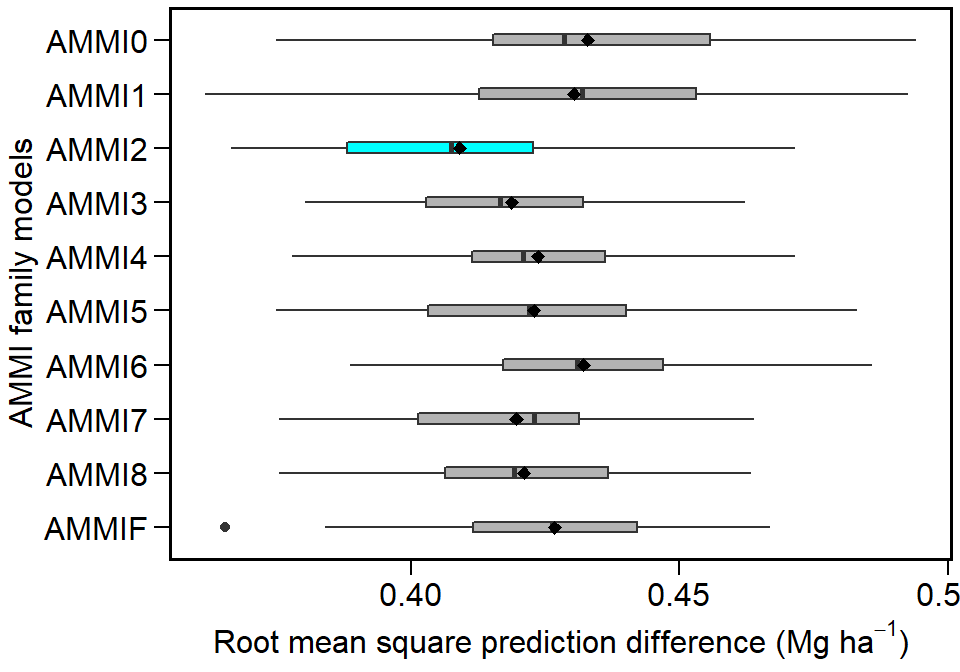 AMMI family models
AMMI0
AMMI1
AMMI2
AMMI3
AMMI4
AMMI5
AMMI6
AMMI7
AMMI8
AMMIF
0.40 0.45 0.5
Root mean square prediction difference (Mg ha⁻¹)